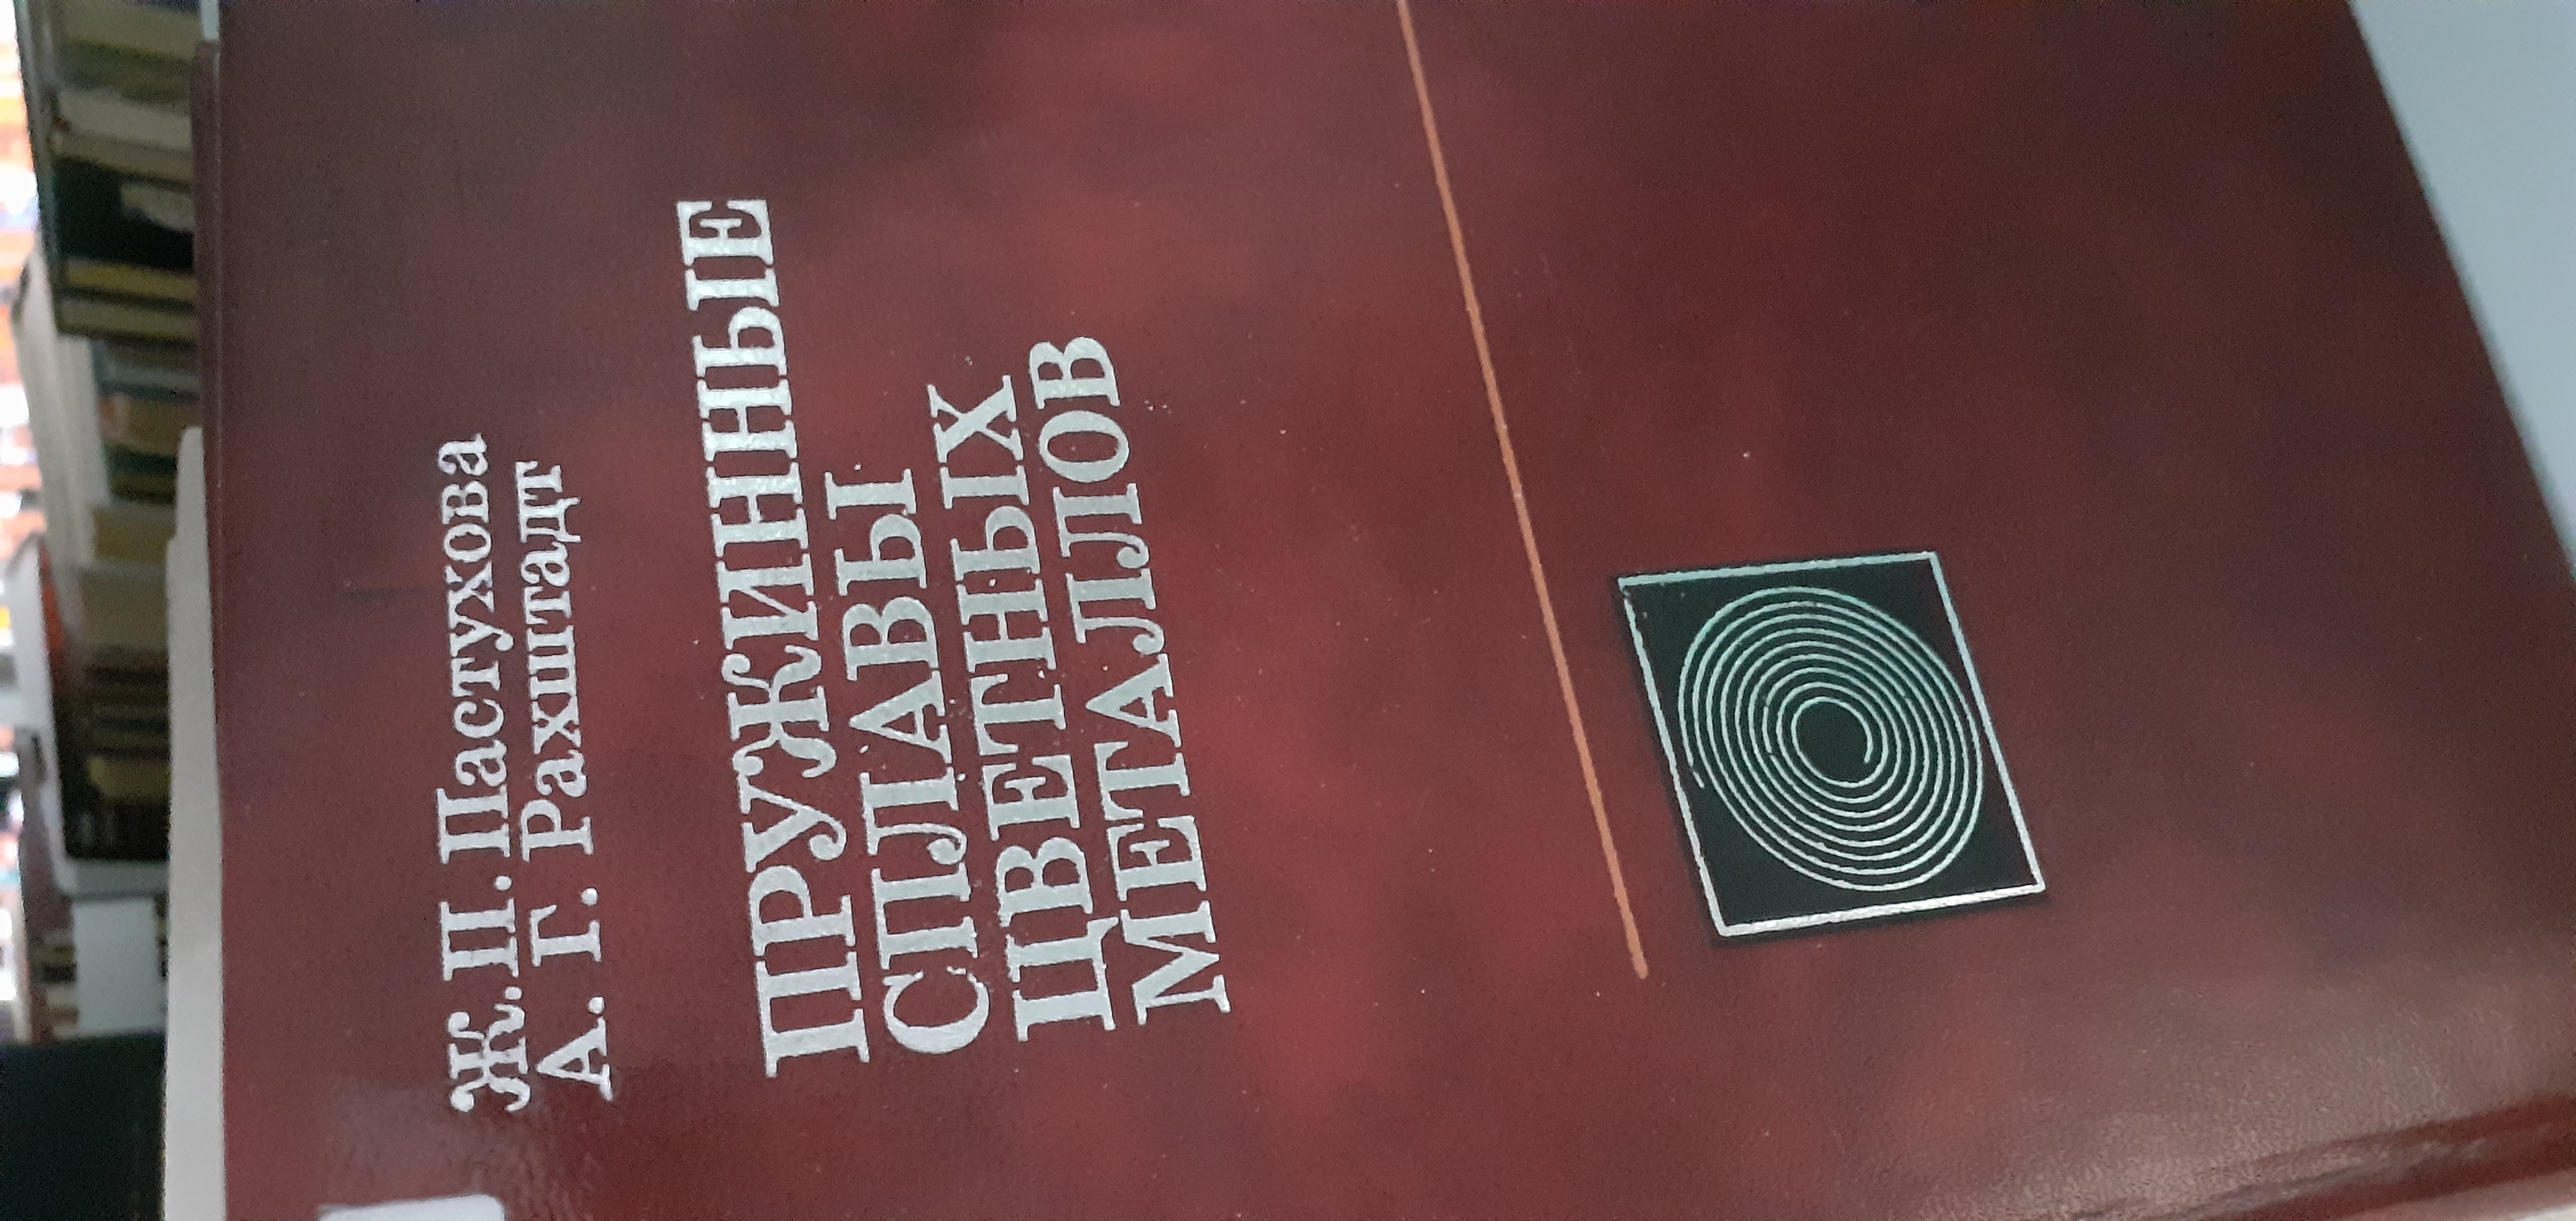 Ж. П. Пастухова
А. Г. Рахштадт
ПРУЖИННЫЕ
СПЛАВЫ
ЦВЕТНЫХ
МЕТАЛЛОВ